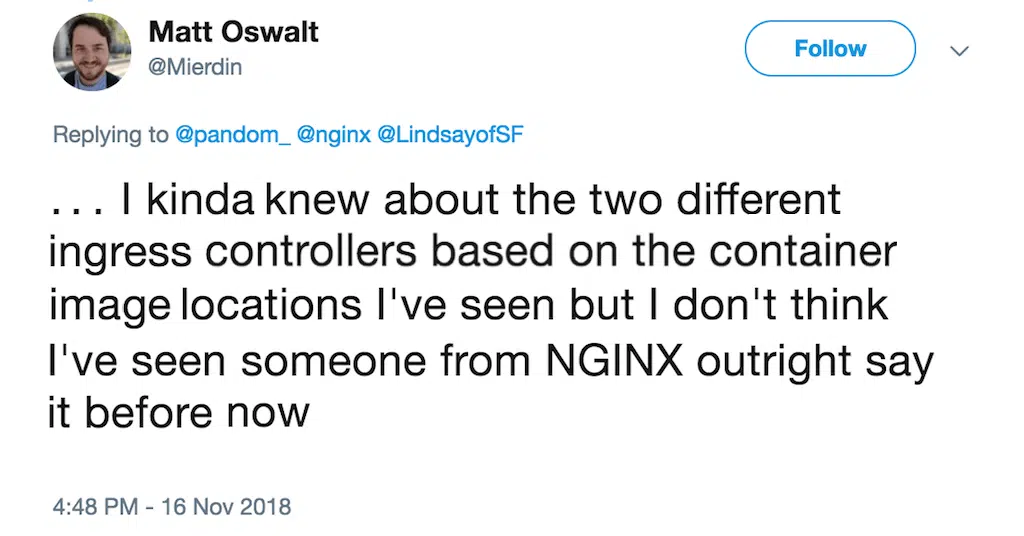 Matt Oswalt
@Mierdin
Follow
Replying to @pandom_ @nginx @LindsayofSF
... I kinda knew about the two different
ingress controllers based on the container
image locations I've seen but I don't think
I've seen someone from NGINX outright say
it before now
4:48 PM - 16 Nov 2018